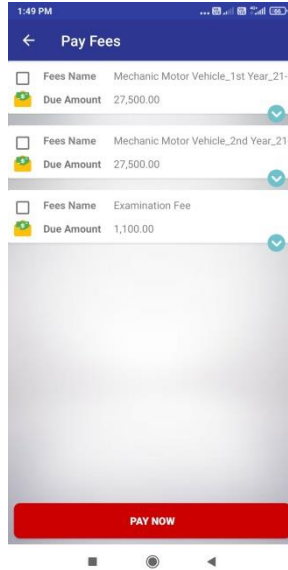 1:49 PM
Pay Fees
Fees Name Mechanic Motor Vehicle_1st Year_21-
Due Amount 27,500.00
Fees Name Mechanic Motor Vehicle_2nd Year_21
Due Amount 27,500.00
Fees Name Examination Fee
Due Amount 1,100.00
PAY NOW